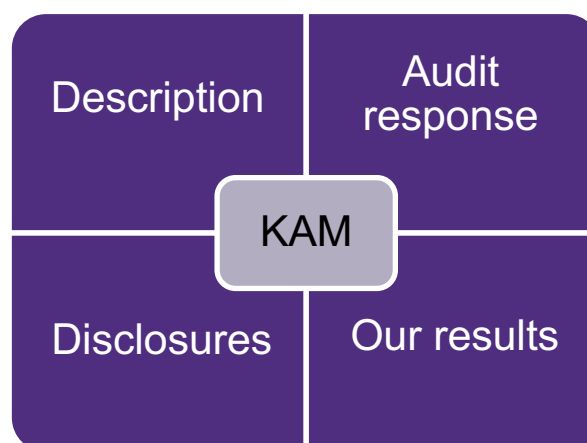 Description
Audit
response
KAM
Disclosures
Our results